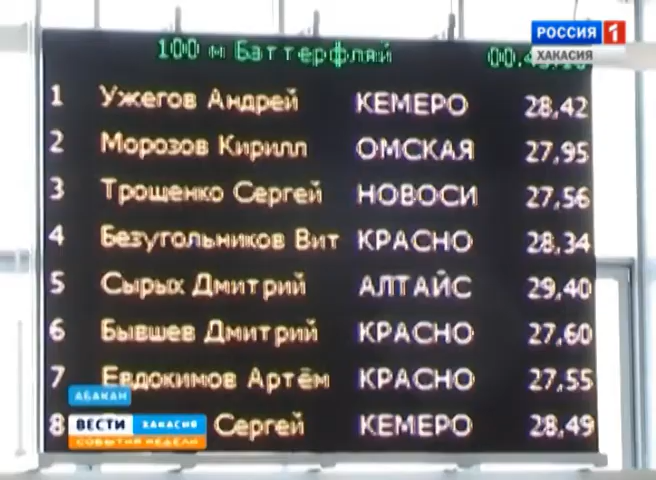 РОССИЯ 1
ХАКАСИЯ
100 м Баттерфляй
1 Ужегов Андрей КЕМЕРО 28,42
2 Морозов Кирилл ОМСКАЯ 27,95
3 Трошенко Сергей НОВОСИ 27,56
4 Безугольников Вит КРАСНО 28,34
5 Сырых Дмитрий АЛТАЙС 29,40
6 Бывшев Дмитрий КРАСНО 27,60
7 Евдокимов Артём КРАСНО 27,55
АБАКАН
8 Сергей КЕМЕРО 28,49
ВЕСТИ ХАКАСИЯ
СОБЫТИЯ НЕДЕЛИ